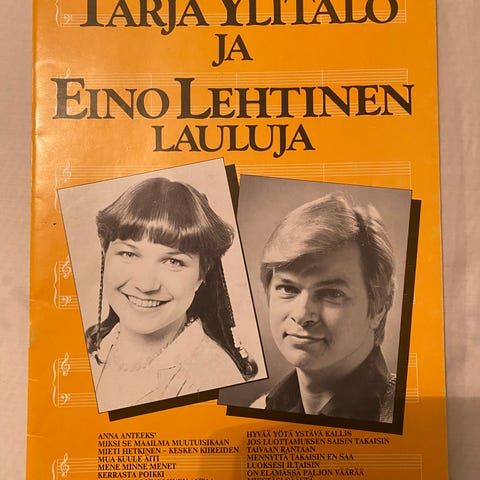 TARJA YLITALO
JA
EINO LEHTINEN
LAULUJA
ANNA ANTEEKS'
MIKSI SE MAAILMA MUUTUISIKAAN
MIETI HETKINEN – KESKEN KIIREIDEN
MUA KUULE ÄITI
MENE MINNE MENET
KERRASTA POIKKI
HYVÄÄ YÖTÄ YSTÄVÄ KALLIS
JOS LUOTTAMUKSEN SAISIN TAKAISIN
TAIVAAN RANTAAN
MENNYTTÄ TAKAISIN EN SAA
LUOKSESI ILTAISIN
ON ELÄMÄSSÄ PALJON VÄÄRÄÄ